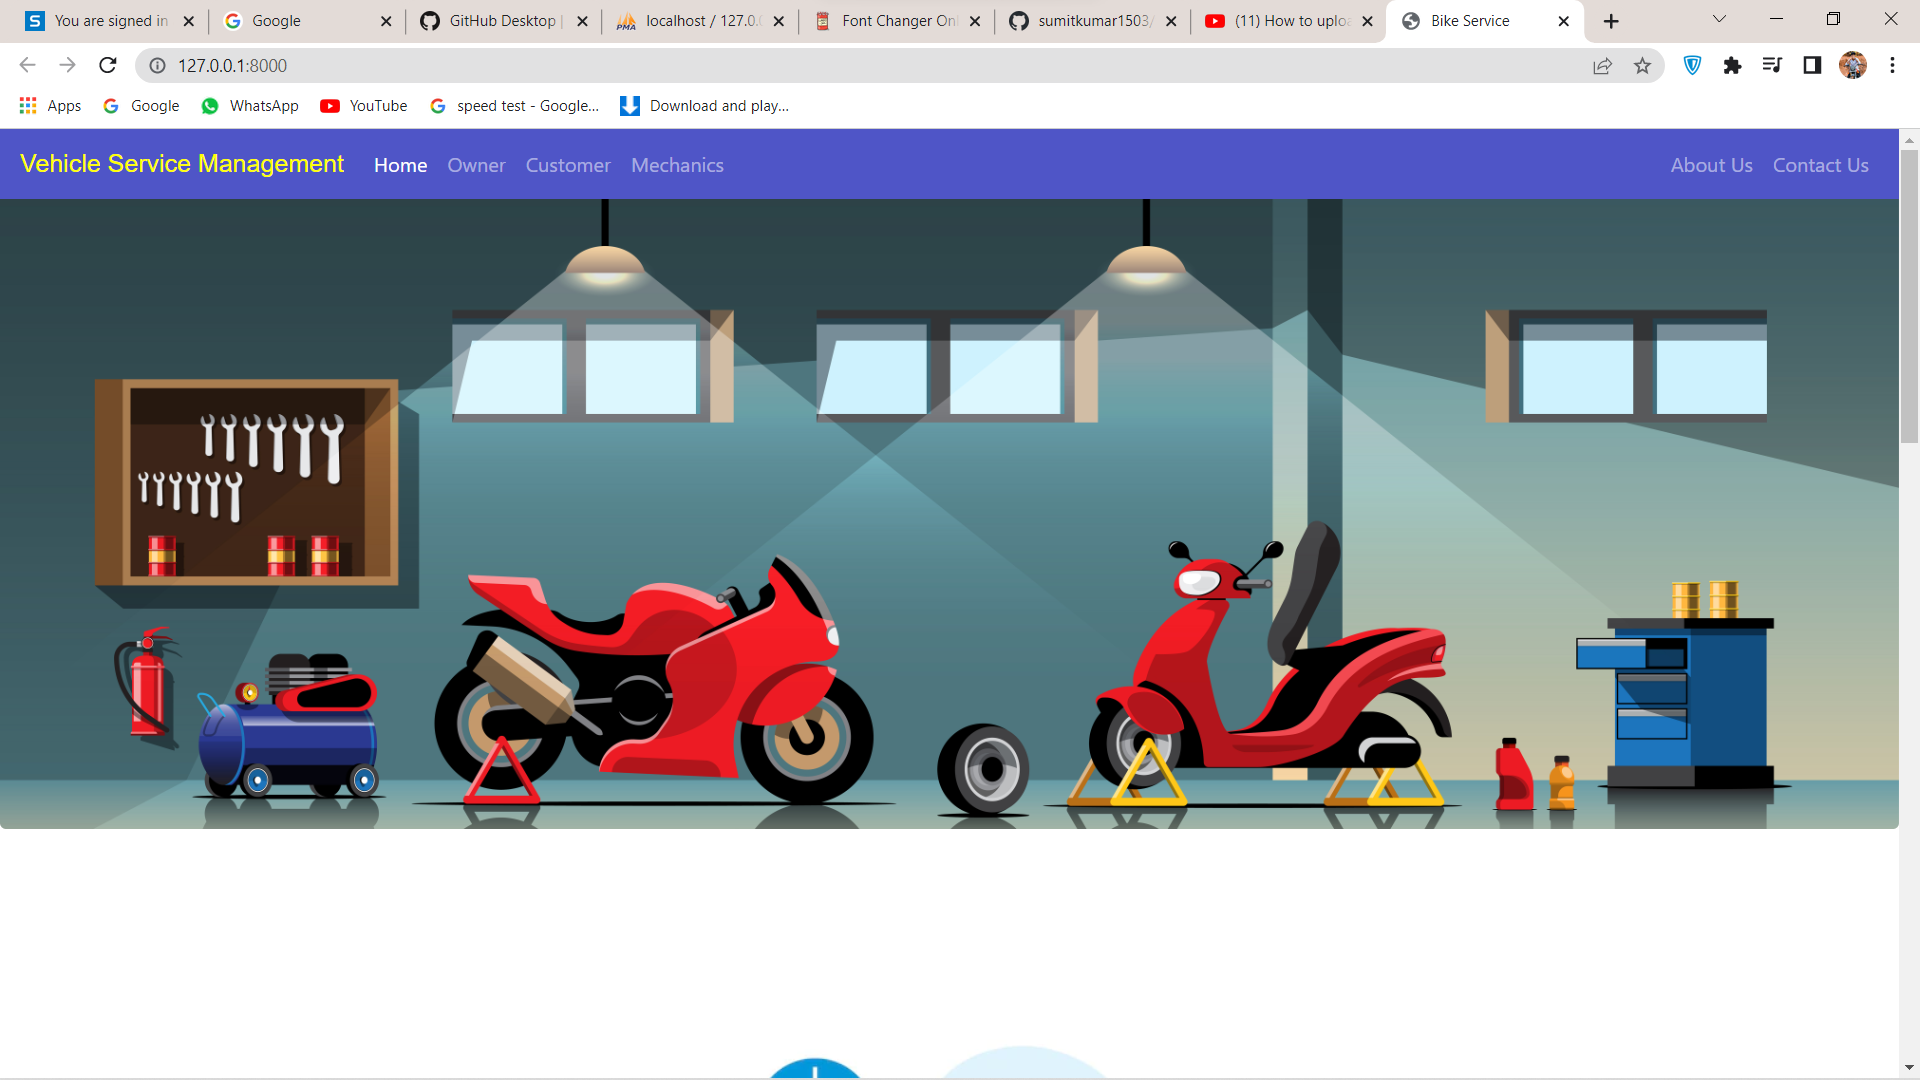 You are signed in
Google
GitHub Desktop
localhost / 127.0.
Font Changer Onl
sumitkumar1503/
(11) How to uploa
Bike Service
127.0.0.1:8000
Apps
Google
WhatsApp
YouTube
speed test - Google...
Download and play...
Vehicle Service Management
Home
Owner
Customer
Mechanics
About Us
Contact Us